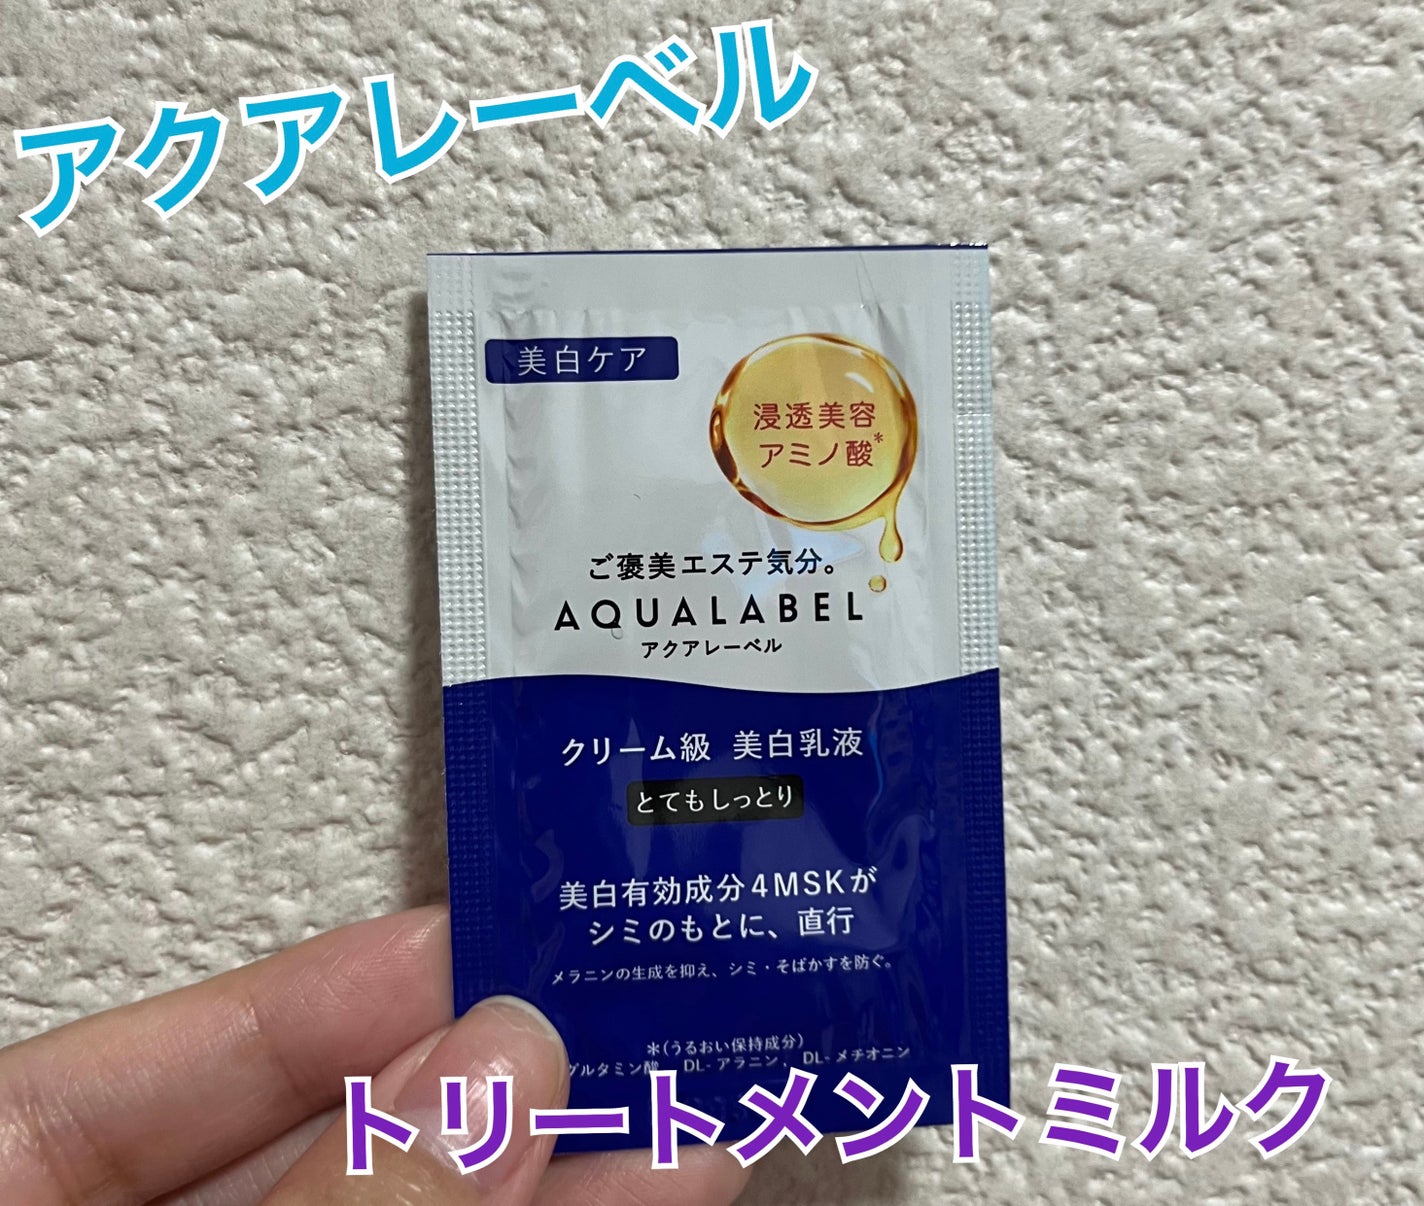 アクアレーベル
美白ケア
浸透美容
アミノ酸*
ご褒美エステ気分。
AQUALABEL
アクアレーベル
クリーム級 美白乳液
とてもしっとり
美白有効成分4MSKが
シミのもとに、直行
メラニンの生成を抑え、シミ・そばかすを防ぐ。
*(うるおい保持成分)
グルタミン酸、DL-アラニン、DL-メチオニン
トリートメントミルク